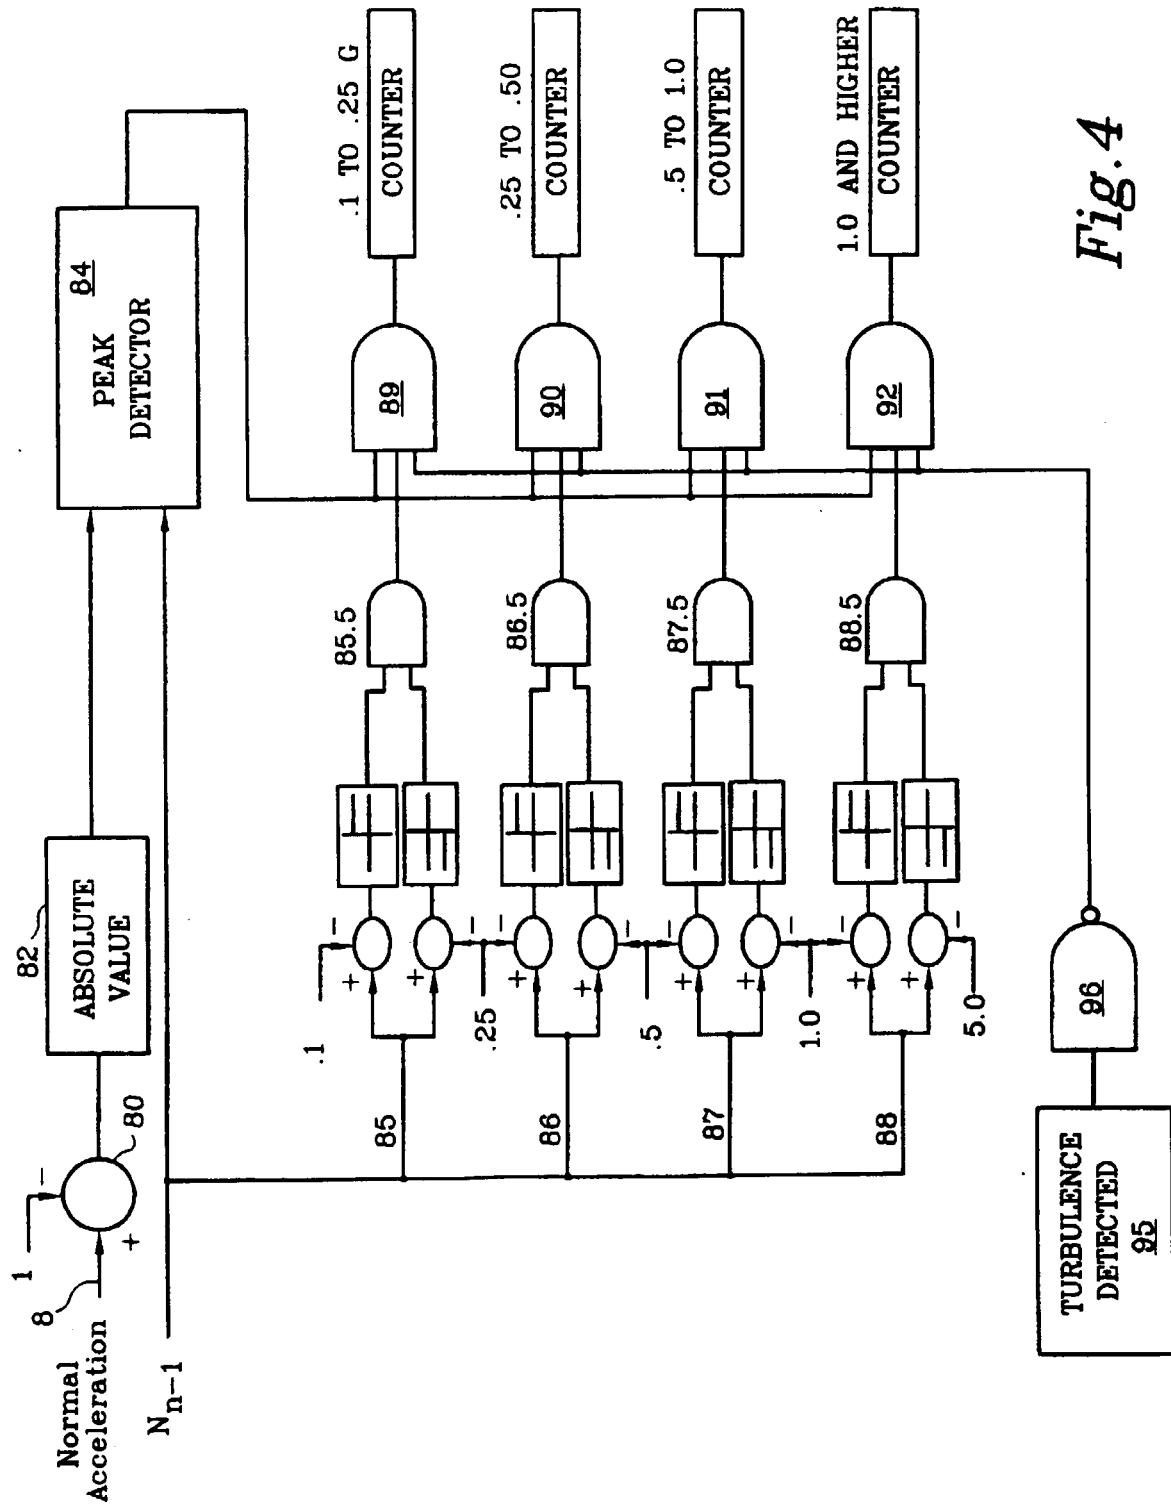 Normal
Acceleration
8
1
−
+
80
82
ABSOLUTE
VALUE
84
PEAK
DETECTOR
N_{n-1}
85
.1
−
+
+
−
85.5
89
.1 TO .25 G
COUNTER
86
.25
−
+
+
−
86.5
90
.25 TO .50
COUNTER
87
.5
−
+
+
−
87.5
91
.5 TO 1.0
COUNTER
88
1.0
−
+
+
−
5.0
88.5
92
1.0 AND HIGHER
COUNTER
TURBULENCE
DETECTED
95
96
Fig.4